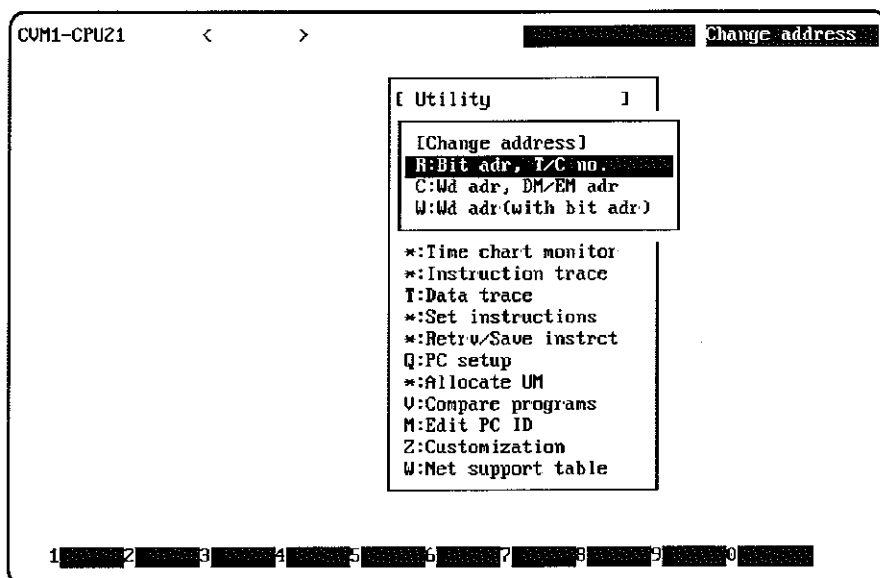 CVM1-CPU21 < > Change address
[ Utility ]
[Change address]
R:Bit adr, T/C no.
C:Wd adr, DM/EM adr
W:Wd adr(with bit adr)
*:Time chart monitor
*:Instruction trace
T:Data trace
*:Set instructions
*:Retrv/Save instrct
Q:PC setup
*:Allocate UM
V:Compare programs
M:Edit PC ID
Z:Customization
W:Net support table
1 2 3 4 5 6 7 8 9 0